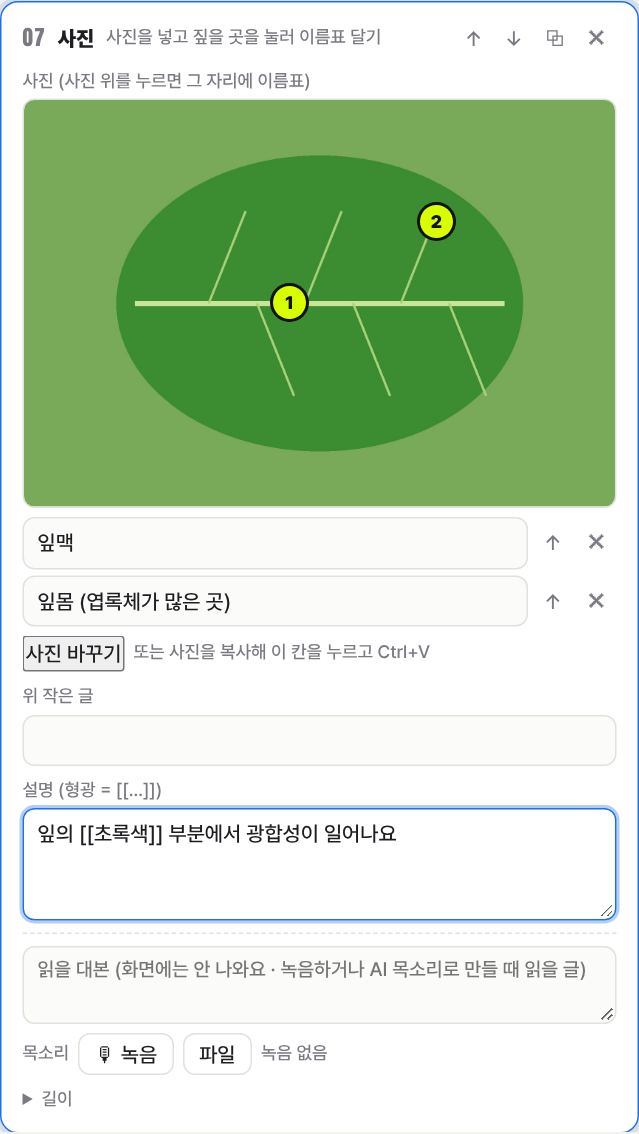 07 사진 사진을 넣고 짚을 곳을 눌러 이름표 달기
사진 (사진 위를 누르면 그 자리에 이름표)
2
1
잎맥
잎몸 (엽록체가 많은 곳)
사진 바꾸기 또는 사진을 복사해 이 칸을 누르고 Ctrl+V
위 작은 글
설명 (형광 = [[...]])
잎의 [[초록색]] 부분에서 광합성이 일어나요
읽을 대본 (화면에는 안 나와요 · 녹음하거나 AI 목소리로 만들 때 읽을 글)
목소리 녹음 파일 녹음 없음
길이